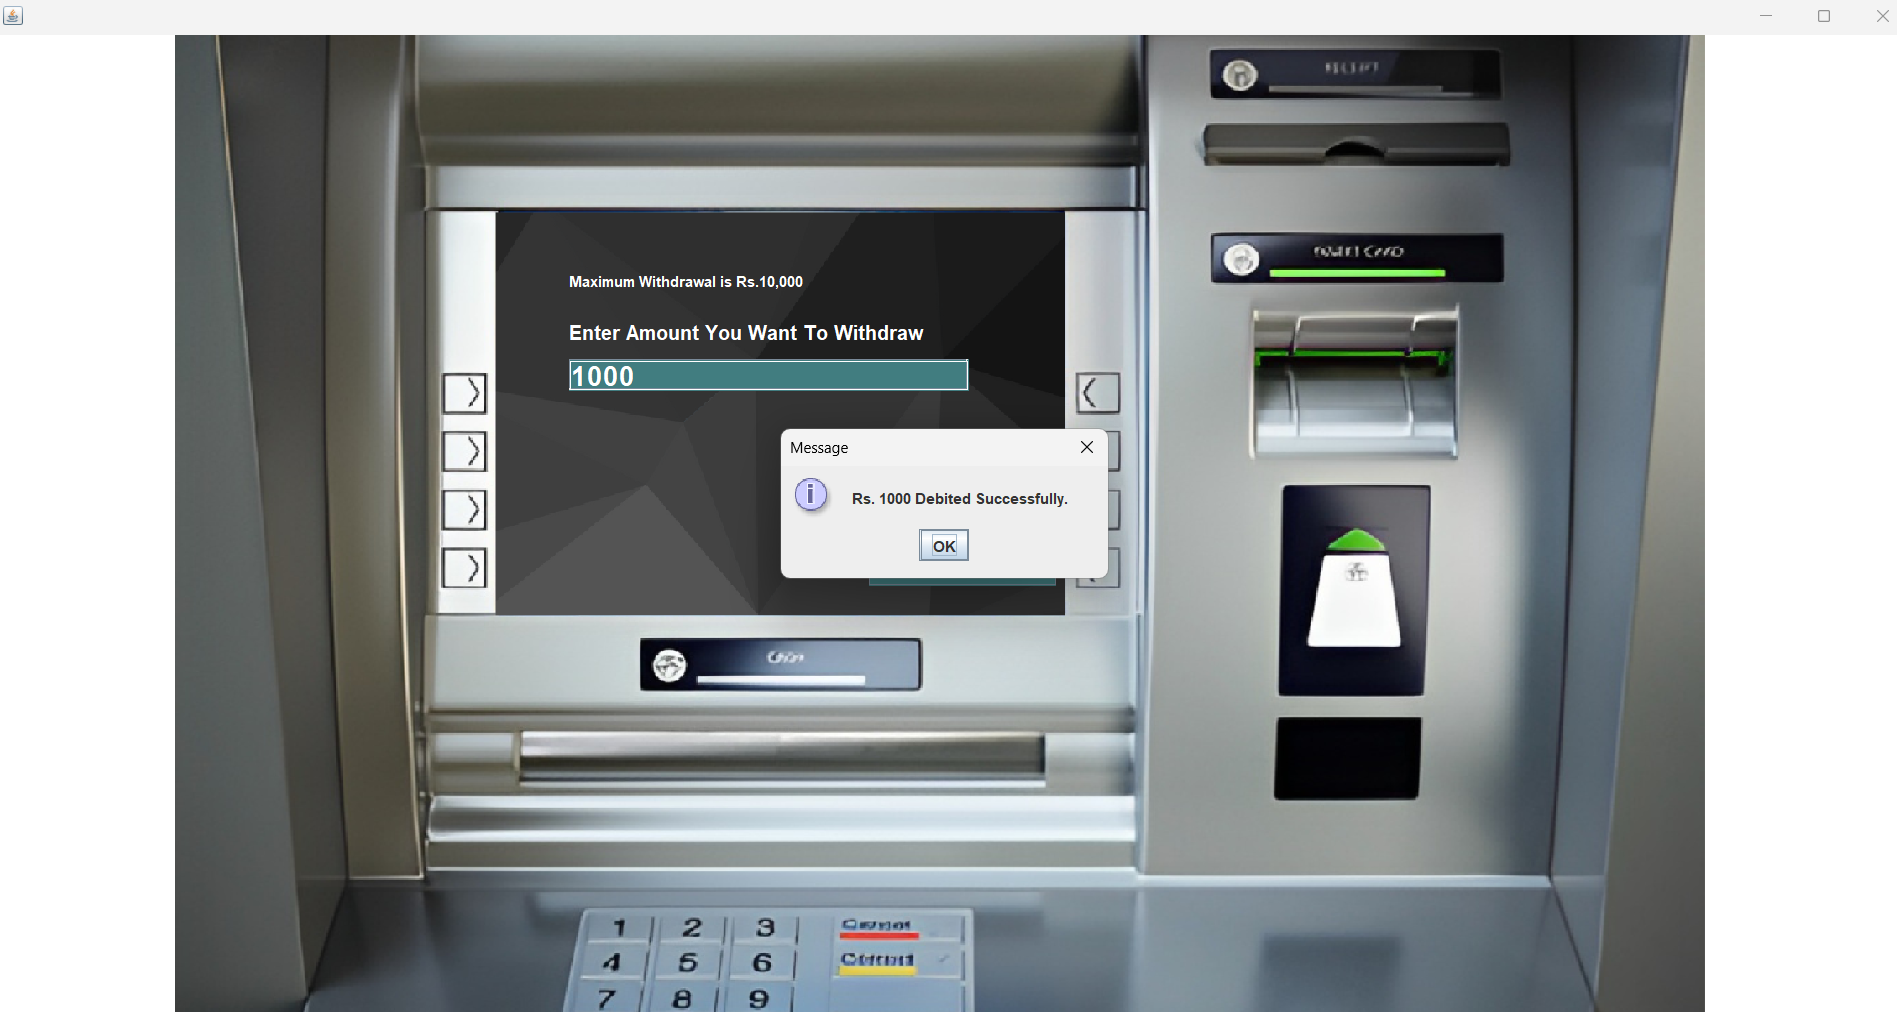 Maximum Withdrawal is Rs.10,000
Enter Amount You Want To Withdraw
1000
Message
Rs. 1000 Debited Successfully.
OK
1 2 3
4 5 6
7 8 9